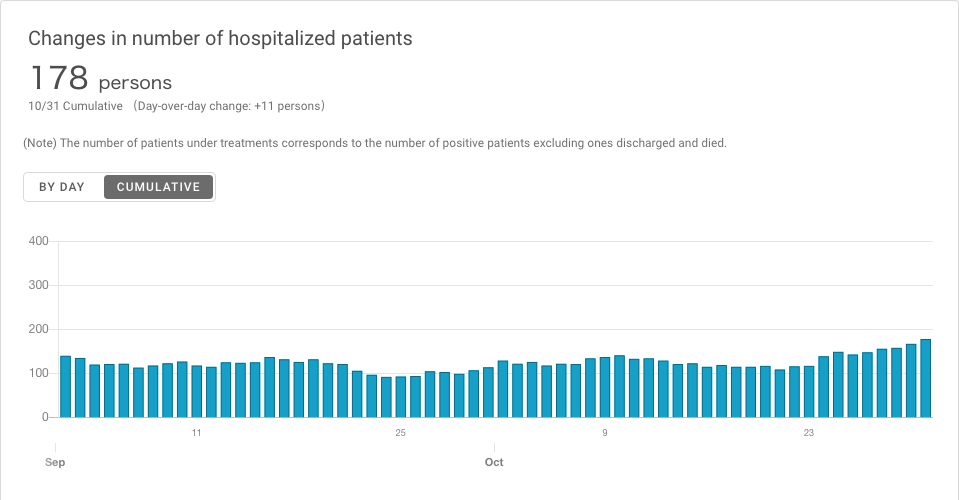 Changes in number of hospitalized patients
178 persons
10/31 Cumulative （Day-over-day change: +11 persons）
(Note) The number of patients under treatments corresponds to the number of positive patients excluding ones discharged and died.
BY DAY CUMULATIVE
400
300
200
100
0
11 25 9 23
Sep Oct